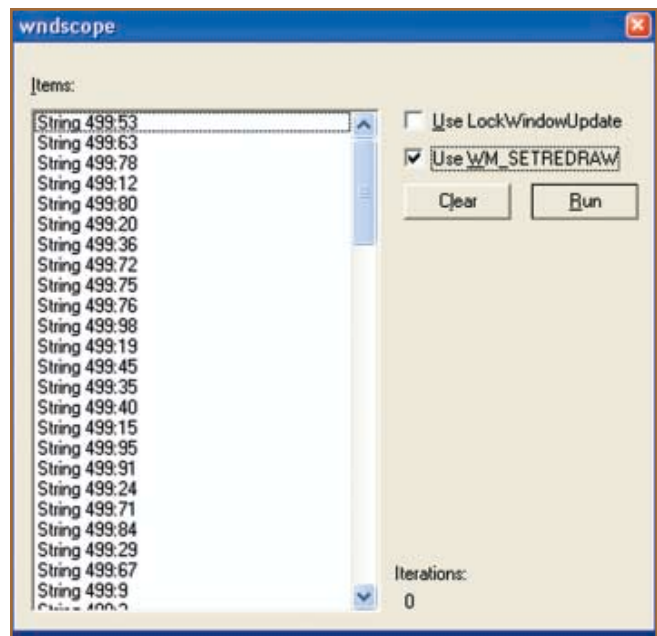 wndscope
Items:
String 499:53
String 499:63
String 499:78
String 499:12
String 499:80
String 499:20
String 499:36
String 499:72
String 499:75
String 499:76
String 499:98
String 499:19
String 499:45
String 499:35
String 499:40
String 499:15
String 499:95
String 499:91
String 499:24
String 499:71
String 499:84
String 499:29
String 499:67
String 499:9
Use LockWindowUpdate
Use WM_SETREDRAW
Clear
Run
Iterations:
0